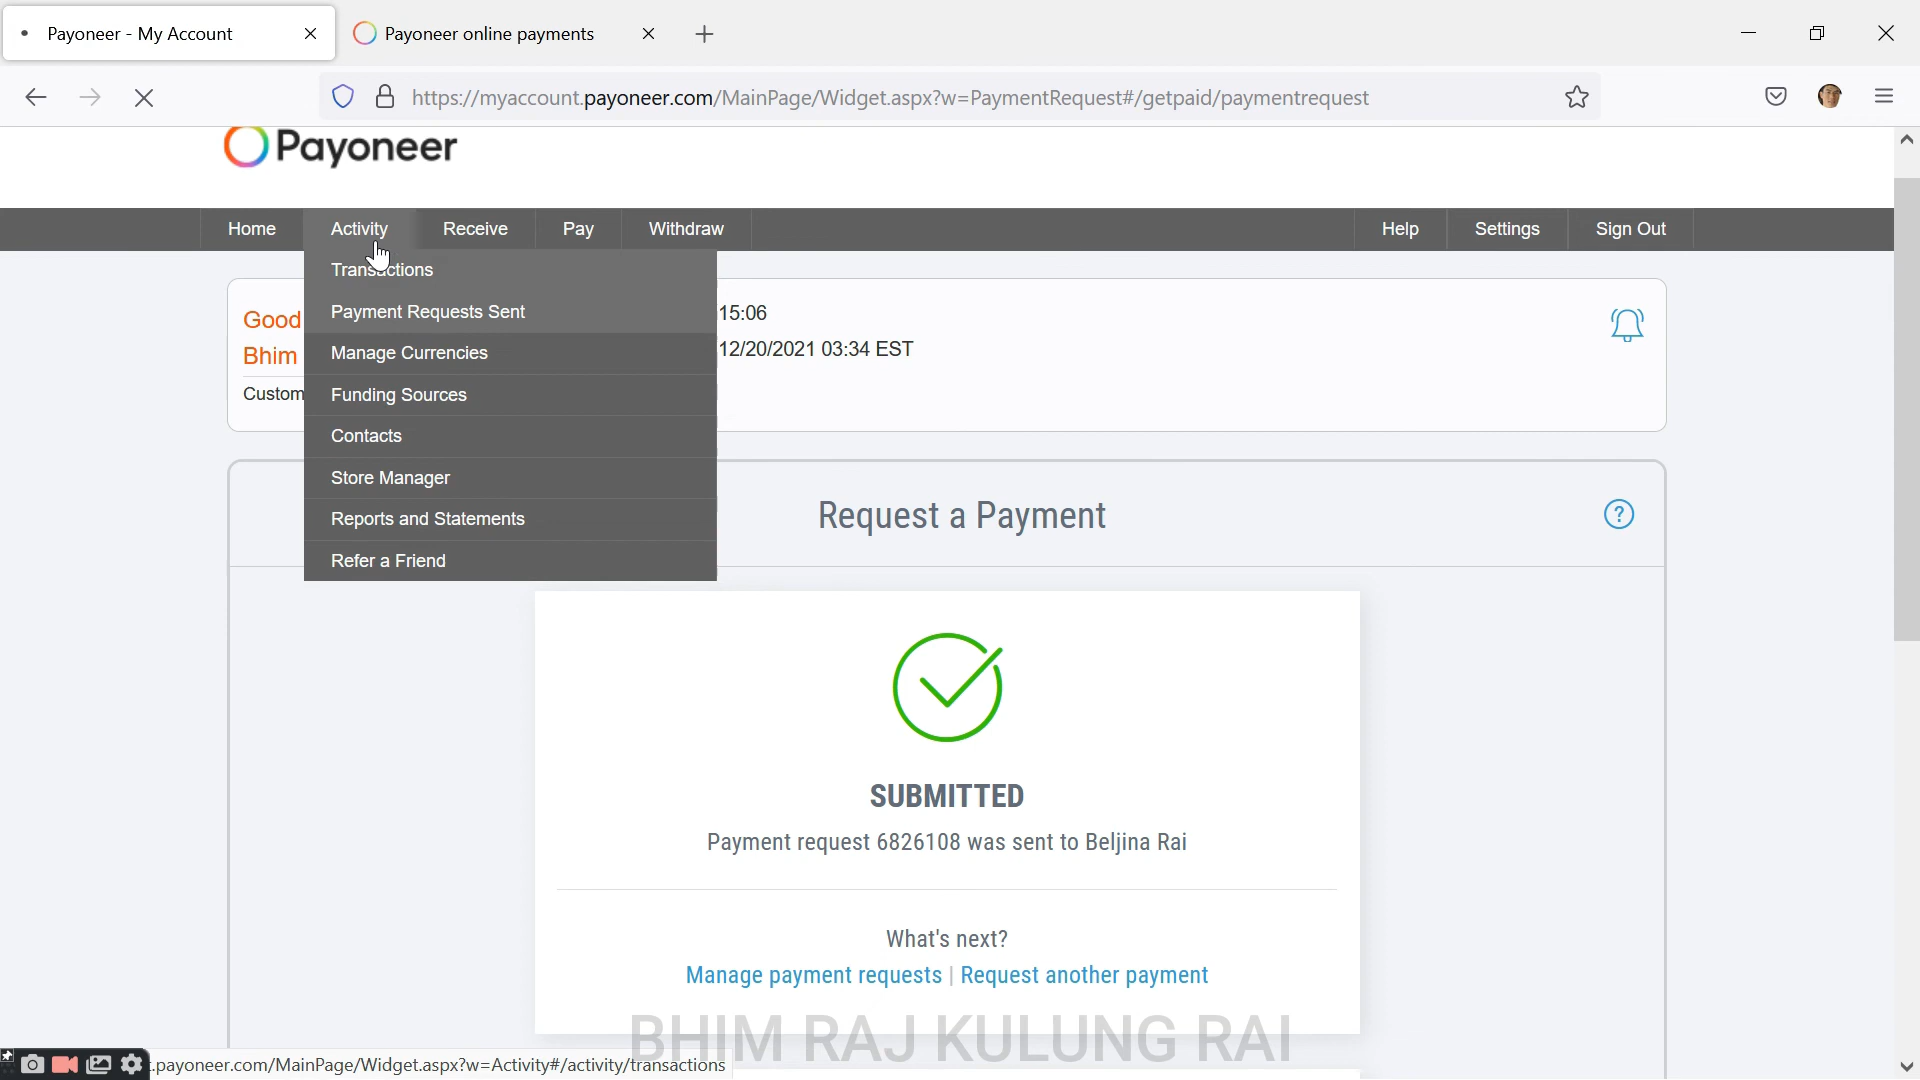 Payoneer - My Account
Payoneer online payments
https://myaccount.payoneer.com/MainPage/Widget.aspx?w=PaymentRequest#/getpaid/paymentrequest
Payoneer
Home
Activity
Receive
Pay
Withdraw
Help
Settings
Sign Out
Transactions
Payment Requests Sent
Manage Currencies
Funding Sources
Contacts
Store Manager
Reports and Statements
Refer a Friend
Good
Bhim
Custom
15:06
12/20/2021 03:34 EST
Request a Payment
?
SUBMITTED
Payment request 6826108 was sent to Beljina Rai
What's next?
Manage payment requests | Request another payment
BHIM RAJ KULUNG RAI
.payoneer.com/MainPage/Widget.aspx?w=Activity#/activity/transactions